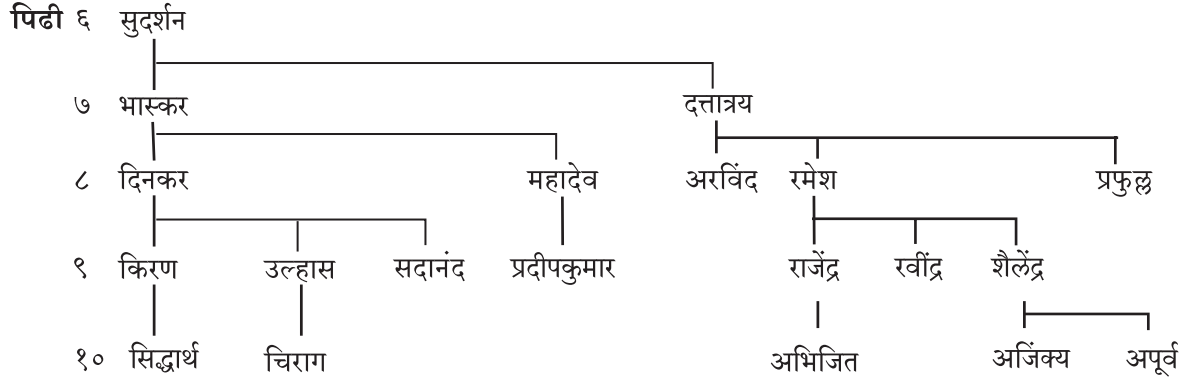 पिढी ६ सुदर्शन
७ भास्कर दत्तात्रय
८ दिनकर महादेव अरविंद रमेश प्रफुल्ल
९ किरण उल्हास सदानंद प्रदीपकुमार राजेंद्र रवींद्र शैलेंद्र
१० सिद्धार्थ चिराग अभिजित अजिंक्य अपूर्व